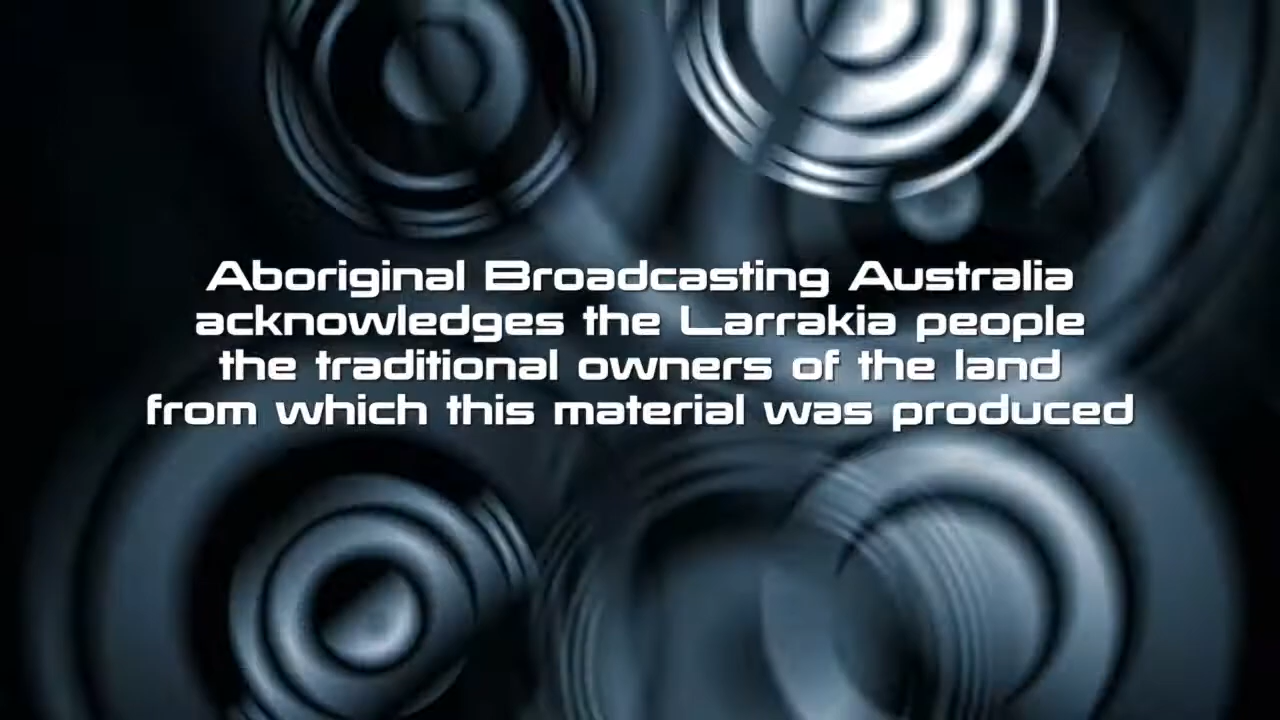 Aboriginal Broadcasting Australia
acknowledges the Larrakia people
the traditional owners of the land
from which this material was produced